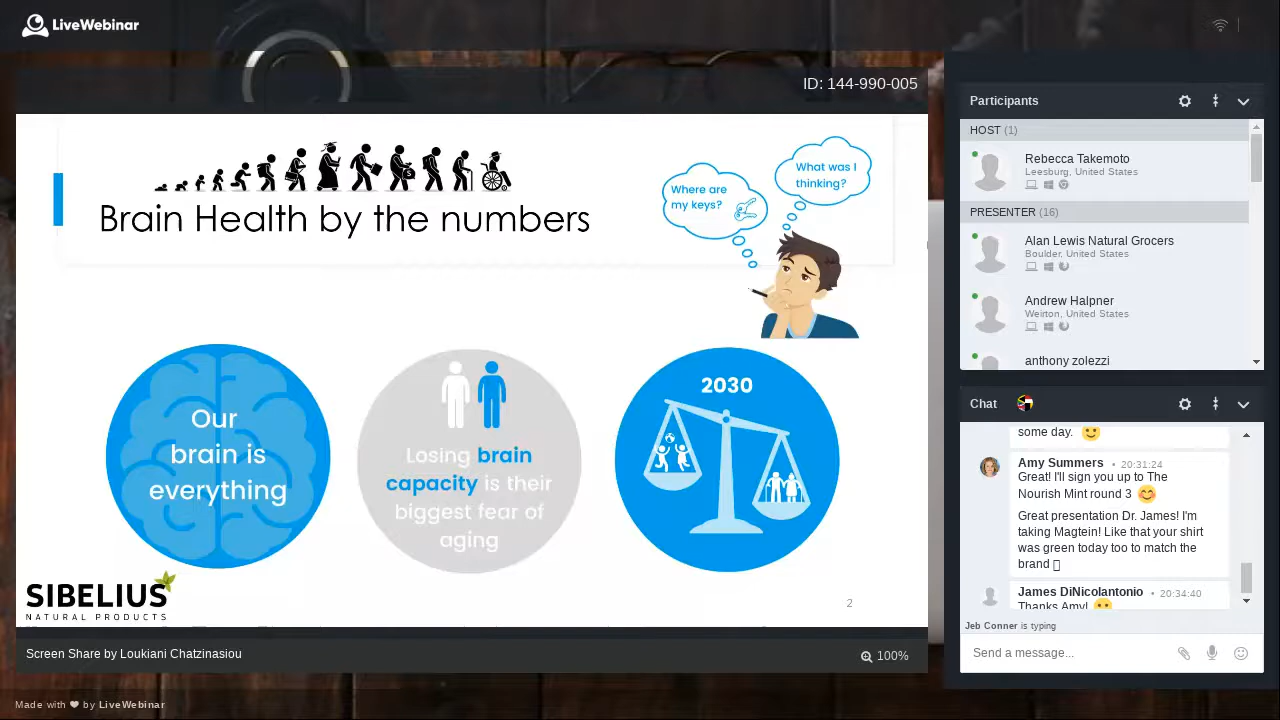 LiveWebinar
ID: 144-990-005
Where are
my keys?
What was I
thinking?
Brain Health by the numbers
Our
brain is
everything
Losing brain
capacity is their
biggest fear of
aging
2030
SIBELIUS
NATURAL PRODUCTS
2
Screen Share by Loukiani Chatzinasiou
100%
Made with ❤ by LiveWebinar
Participants
HOST (1)
Rebecca Takemoto
Leesburg, United States
PRESENTER (16)
Alan Lewis Natural Grocers
Boulder, United States
Andrew Halpner
Weirton, United States
anthony zolezzi
Chat
some day. 🙂
Amy Summers • 20:31:24
Great! I'll sign you up to The
Nourish Mint round 3 😊
Great presentation Dr. James! I'm
taking Magtein! Like that your shirt
was green today too to match the
brand
James DiNicolantonio • 20:34:40
Thanks Amy! 🙂
Jeb Conner is typing
Send a message...